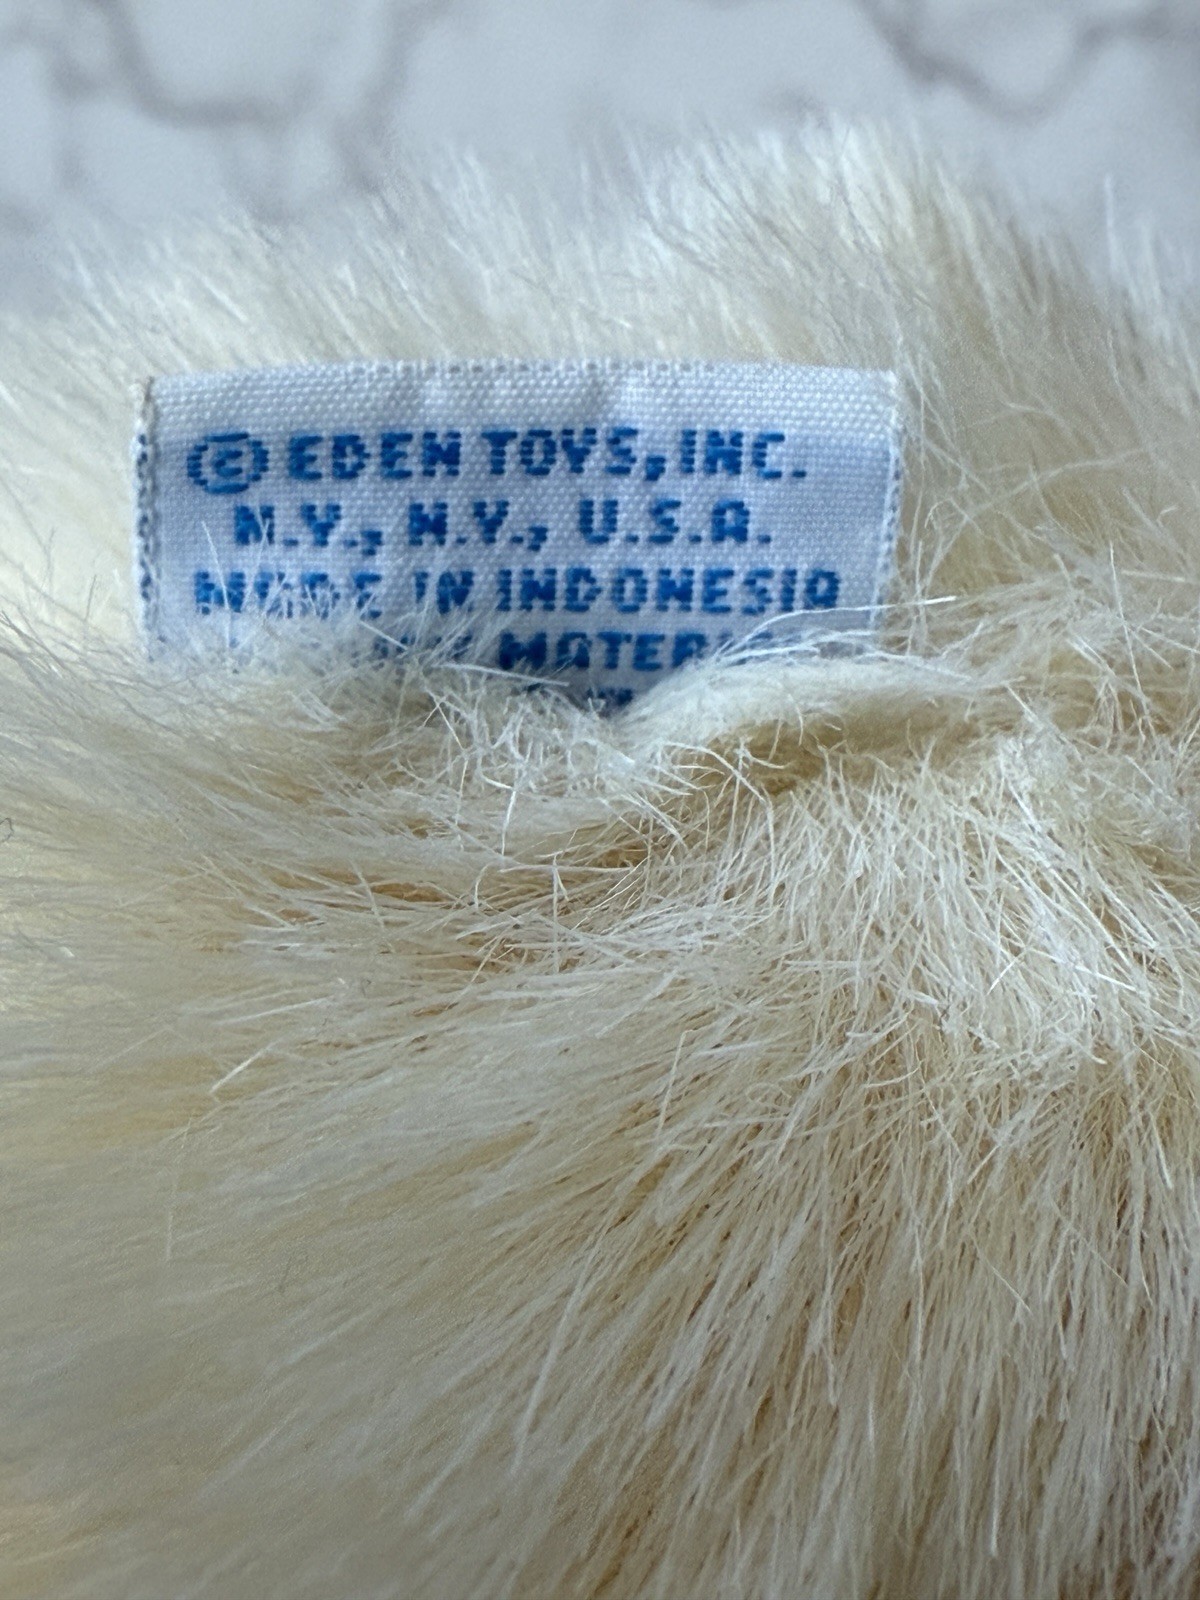 © EDEN TOYS, INC.
N.Y., N.Y., U.S.A.
MADE IN INDONESIA